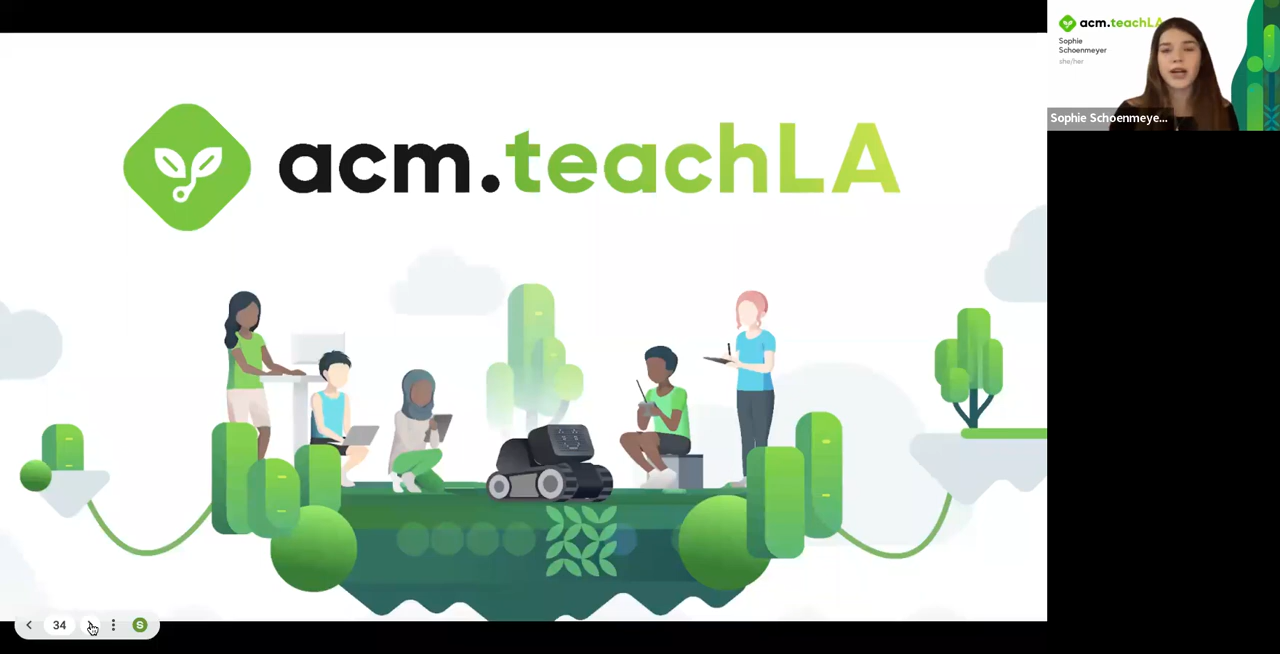 acm.teachLA
acm.teachLA
Sophie
Schoenmeyer
she/her
Sophie Schoenmeye...
34
S